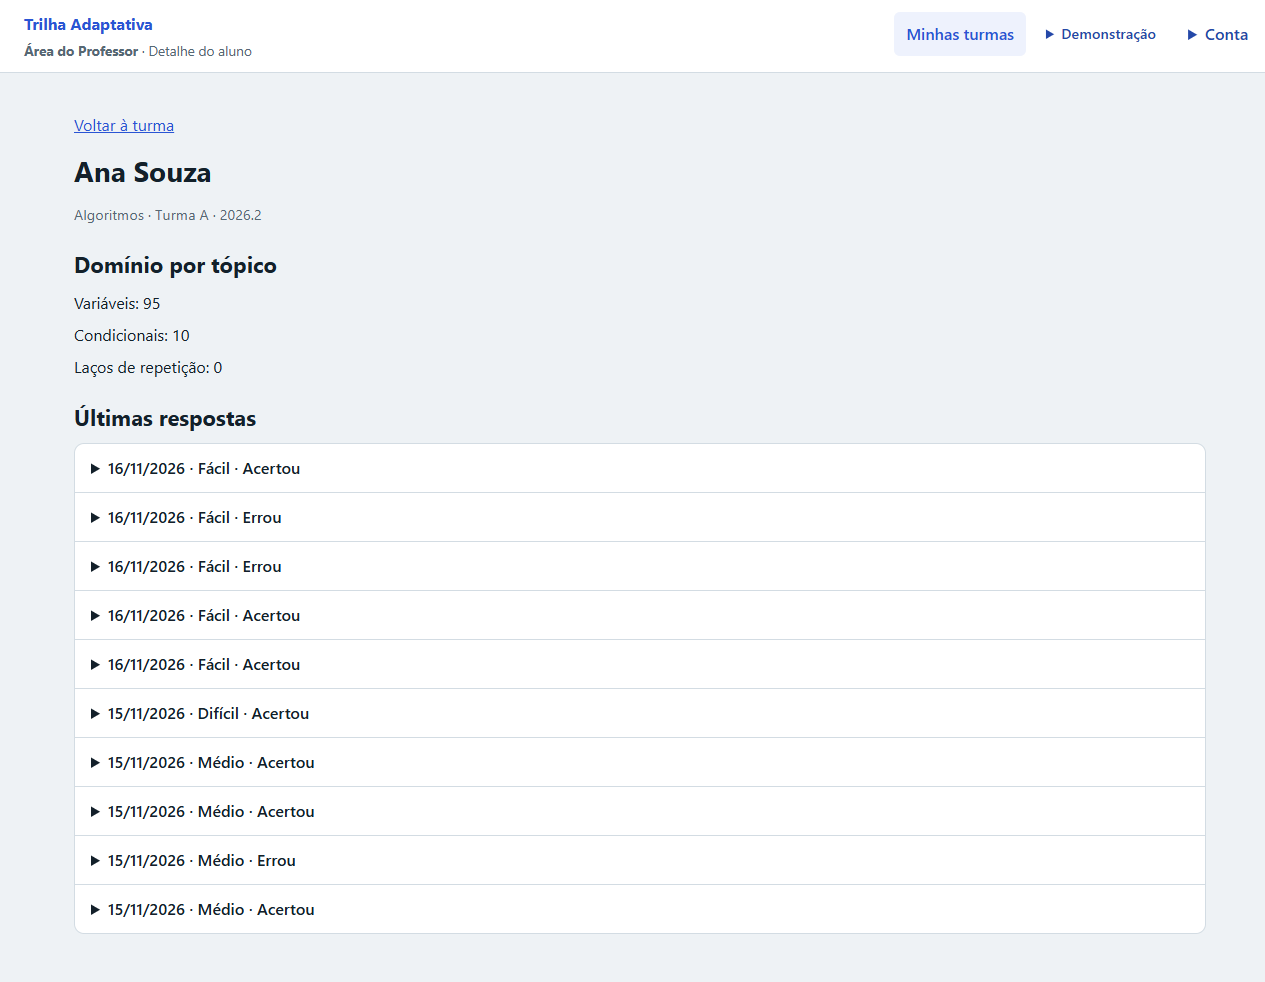 Trilha Adaptativa
Área do Professor · Detalhe do aluno
Minhas turmas
Demonstração
Conta
Voltar à turma
Ana Souza
Algoritmos · Turma A · 2026.2
Domínio por tópico
Variáveis: 95
Condicionais: 10
Laços de repetição: 0
Últimas respostas
16/11/2026 · Fácil · Acertou
16/11/2026 · Fácil · Errou
16/11/2026 · Fácil · Errou
16/11/2026 · Fácil · Acertou
16/11/2026 · Fácil · Acertou
15/11/2026 · Difícil · Acertou
15/11/2026 · Médio · Acertou
15/11/2026 · Médio · Acertou
15/11/2026 · Médio · Errou
15/11/2026 · Médio · Acertou